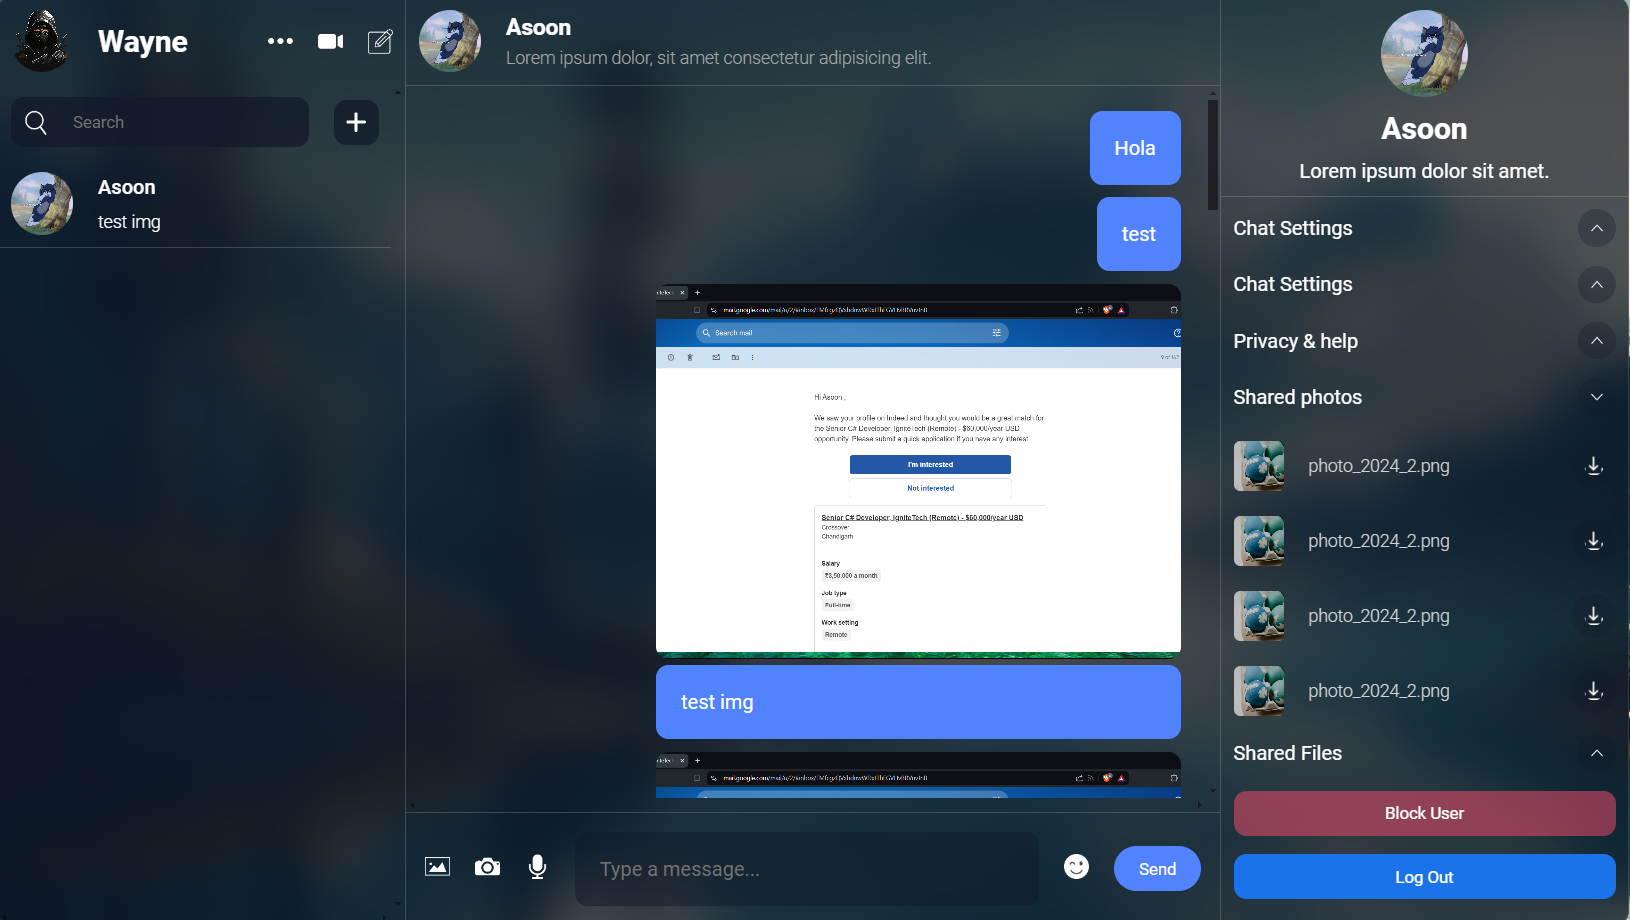 Wayne
Search
Asoon
test img
Asoon
Lorem ipsum dolor, sit amet consectetur adipisicing elit.
Hola
test
Search mail
Hi Asoon ,
We saw your profile on Indeed and thought you would be a great match for
the Senior C# Developer, IgniteTech (Remote) - $60,000/year USD
opportunity. Please submit a quick application if you have any interest
I'm interested
Not interested
Senior C# Developer, IgniteTech (Remote) - $60,000/year USD
Crossover
Chandigarh
Salary
₹3,50,000 a month
Job type
Full-time
Work setting
Remote
test img
Type a message...
Send
Asoon
Lorem ipsum dolor sit amet.
Chat Settings
Chat Settings
Privacy & help
Shared photos
photo_2024_2.png
photo_2024_2.png
photo_2024_2.png
photo_2024_2.png
Shared Files
Block User
Log Out